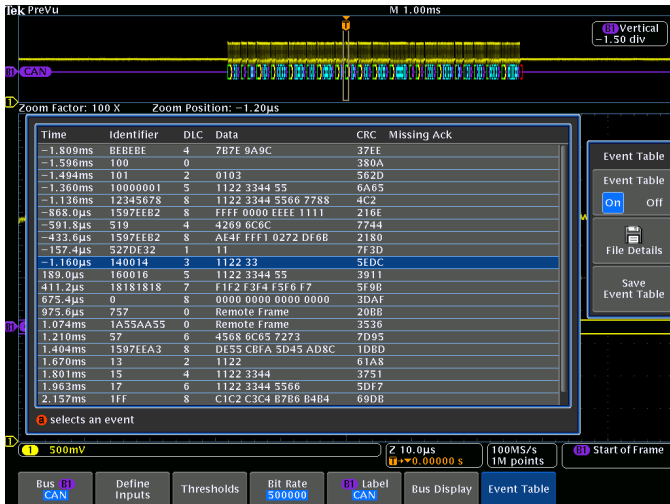 Tek PreVu M 1.00ms
T
B1 Vertical
-1.50 div
B1 CAN
1
Zoom Factor: 100 X Zoom Position: -1.20µs
Time Identifier DLC Data CRC Missing Ack
-1.809ms BEBEBE 4 7B7E 9A9C 37EE
-1.596ms 100 0 380A
-1.494ms 101 2 0103 562D
-1.360ms 10000001 5 1122 3344 55 6A65
-1.136ms 12345678 8 1122 3344 5566 7788 4C2
-868.0µs 1597EEB2 8 FFFF 0000 EEEE 1111 216E
-591.8µs 519 4 4269 6C6C 7744
-433.6µs 1597EEB2 8 AE4F FFF1 0272 DF6B 2180
-157.4µs 527DE32 1 11 7F3D
-1.160µs 140014 3 1122 33 5EDC
189.0µs 160016 5 1122 3344 55 3911
411.2µs 18181818 7 F1F2 F3F4 F5F6 F7 5F9B
675.4µs 0 8 0000 0000 0000 0000 3DAF
975.6µs 757 0 Remote Frame 20BB
1.074ms 1A55AA55 0 Remote Frame 3536
1.210ms 57 6 4568 6C65 7273 7D95
1.404ms 1597EEA3 8 DE55 CBFA 5D45 AD8C 1DBD
1.670ms 13 2 1122 61A8
1.801ms 15 4 1122 3344 3751
1.963ms 17 6 1122 3344 5566 5DF7
2.157ms 1FF 8 C1C2 C3C4 B7B6 B4B4 69DB
a selects an event
Event Table
Event Table
On Off
File Details
Save
Event Table
B1
1
1 500mV
Z 10.0µs
T→▼0.00000 s
100MS/s
1M points
B1 Start of Frame
Bus B1
CAN
Define
Inputs
Thresholds
Bit Rate
500000
B1 Label
CAN
Bus Display
Event Table